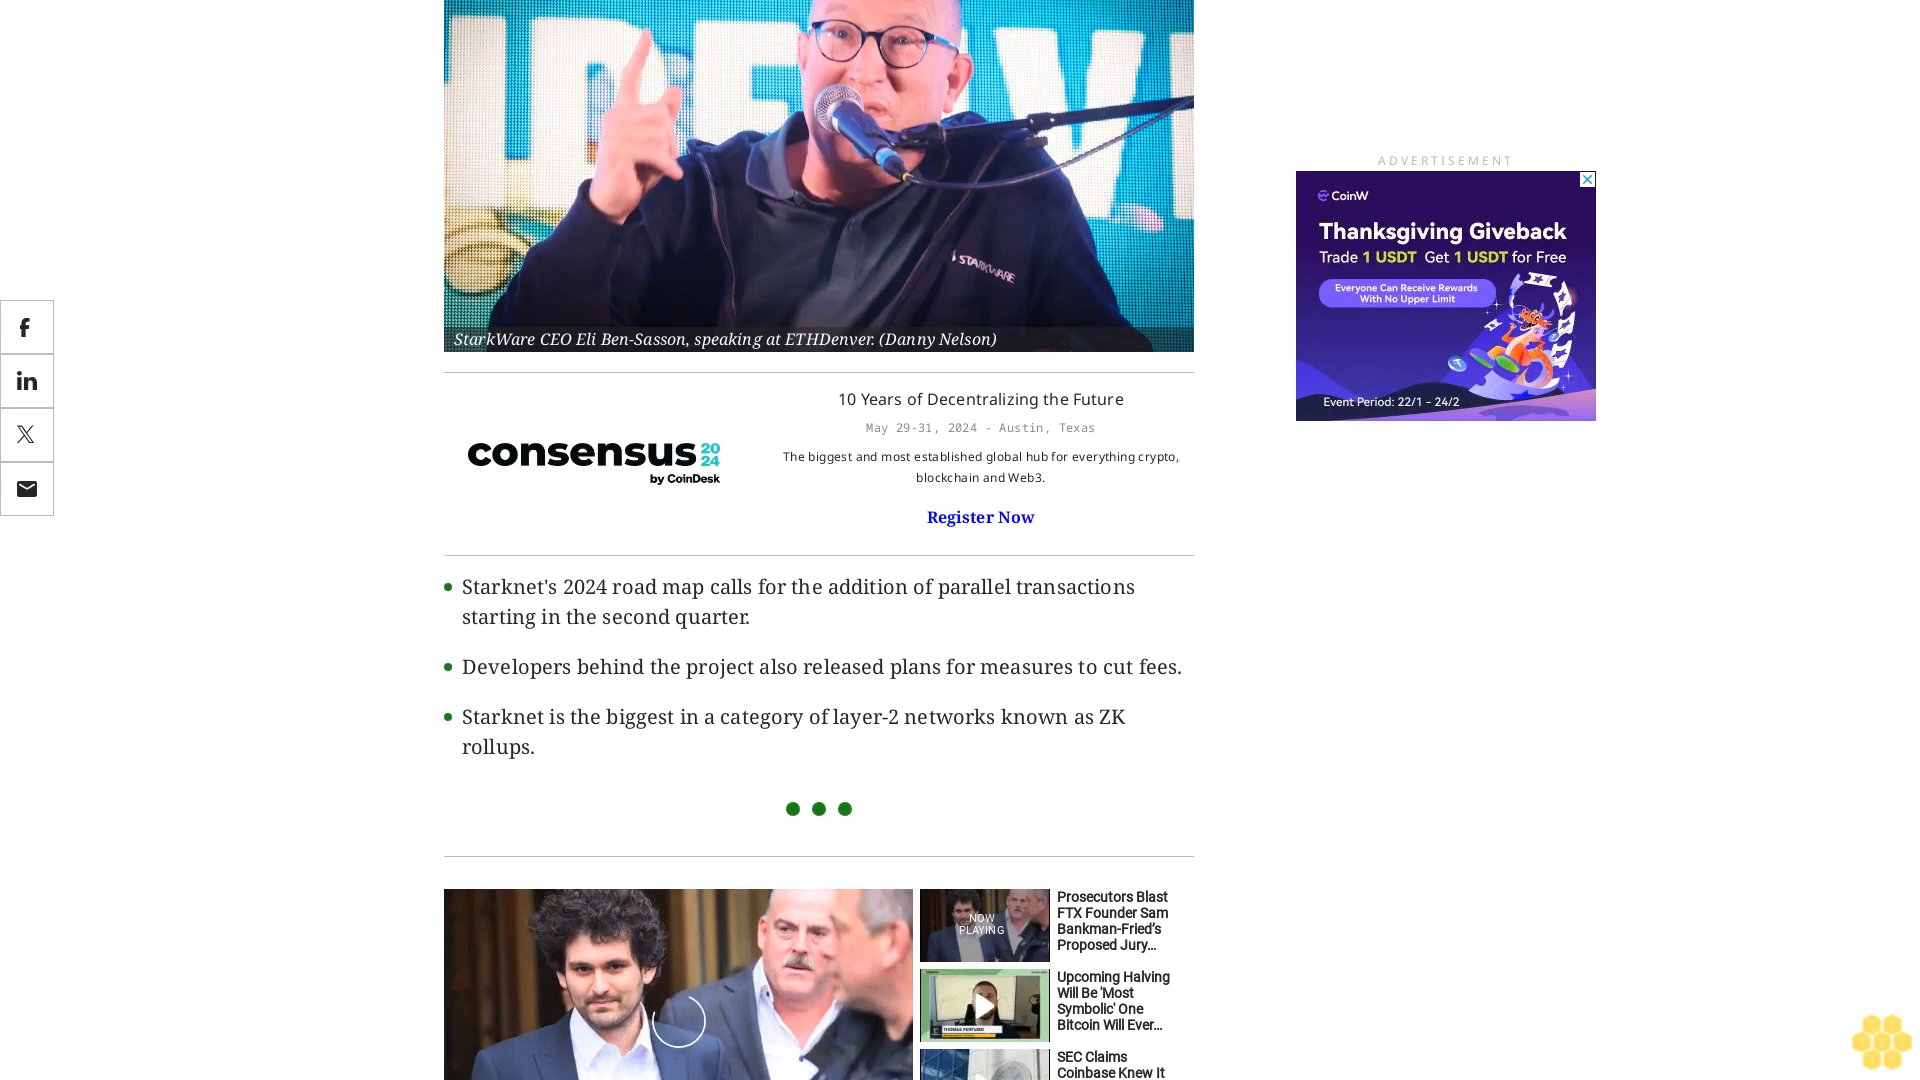 STARKWARE
StarkWare CEO Eli Ben-Sasson, speaking at ETHDenver. (Danny Nelson)
ADVERTISEMENT
CoinW
Thanksgiving Giveback
Trade 1 USDT Get 1 USDT for Free
Everyone Can Receive Rewards
With No Upper Limit
Event Period: 22/1 - 24/2
consensus 2024
by CoinDesk
10 Years of Decentralizing the Future
May 29-31, 2024 - Austin, Texas
The biggest and most established global hub for everything crypto,
blockchain and Web3.
Register Now
Starknet's 2024 road map calls for the addition of parallel transactions
starting in the second quarter.
Developers behind the project also released plans for measures to cut fees.
Starknet is the biggest in a category of layer-2 networks known as ZK
rollups.
NOW
PLAYING
Prosecutors Blast
FTX Founder Sam
Bankman-Fried's
Proposed Jury...
THOMAS PERFUMO
Upcoming Halving
Will Be 'Most
Symbolic' One
Bitcoin Will Ever...
SEC Claims
Coinbase Knew It